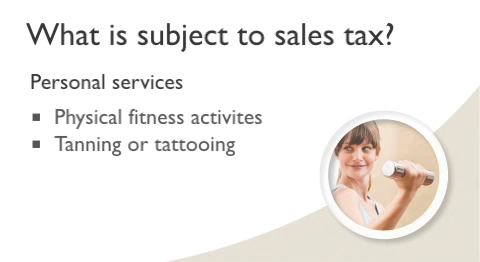 What is subject to sales tax?
Personal services
▪ Physical fitness activites
▪ Tanning or tattooing